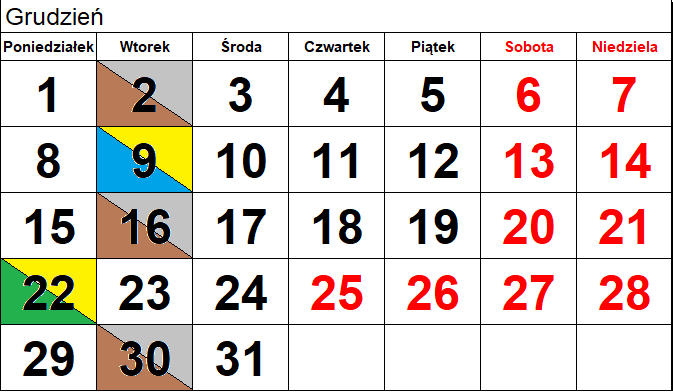 Grudzień
Poniedziałek Wtorek Środa Czwartek Piątek Sobota Niedziela
1 2 3 4 5 6 7
8 9 10 11 12 13 14
15 16 17 18 19 20 21
22 23 24 25 26 27 28
29 30 31